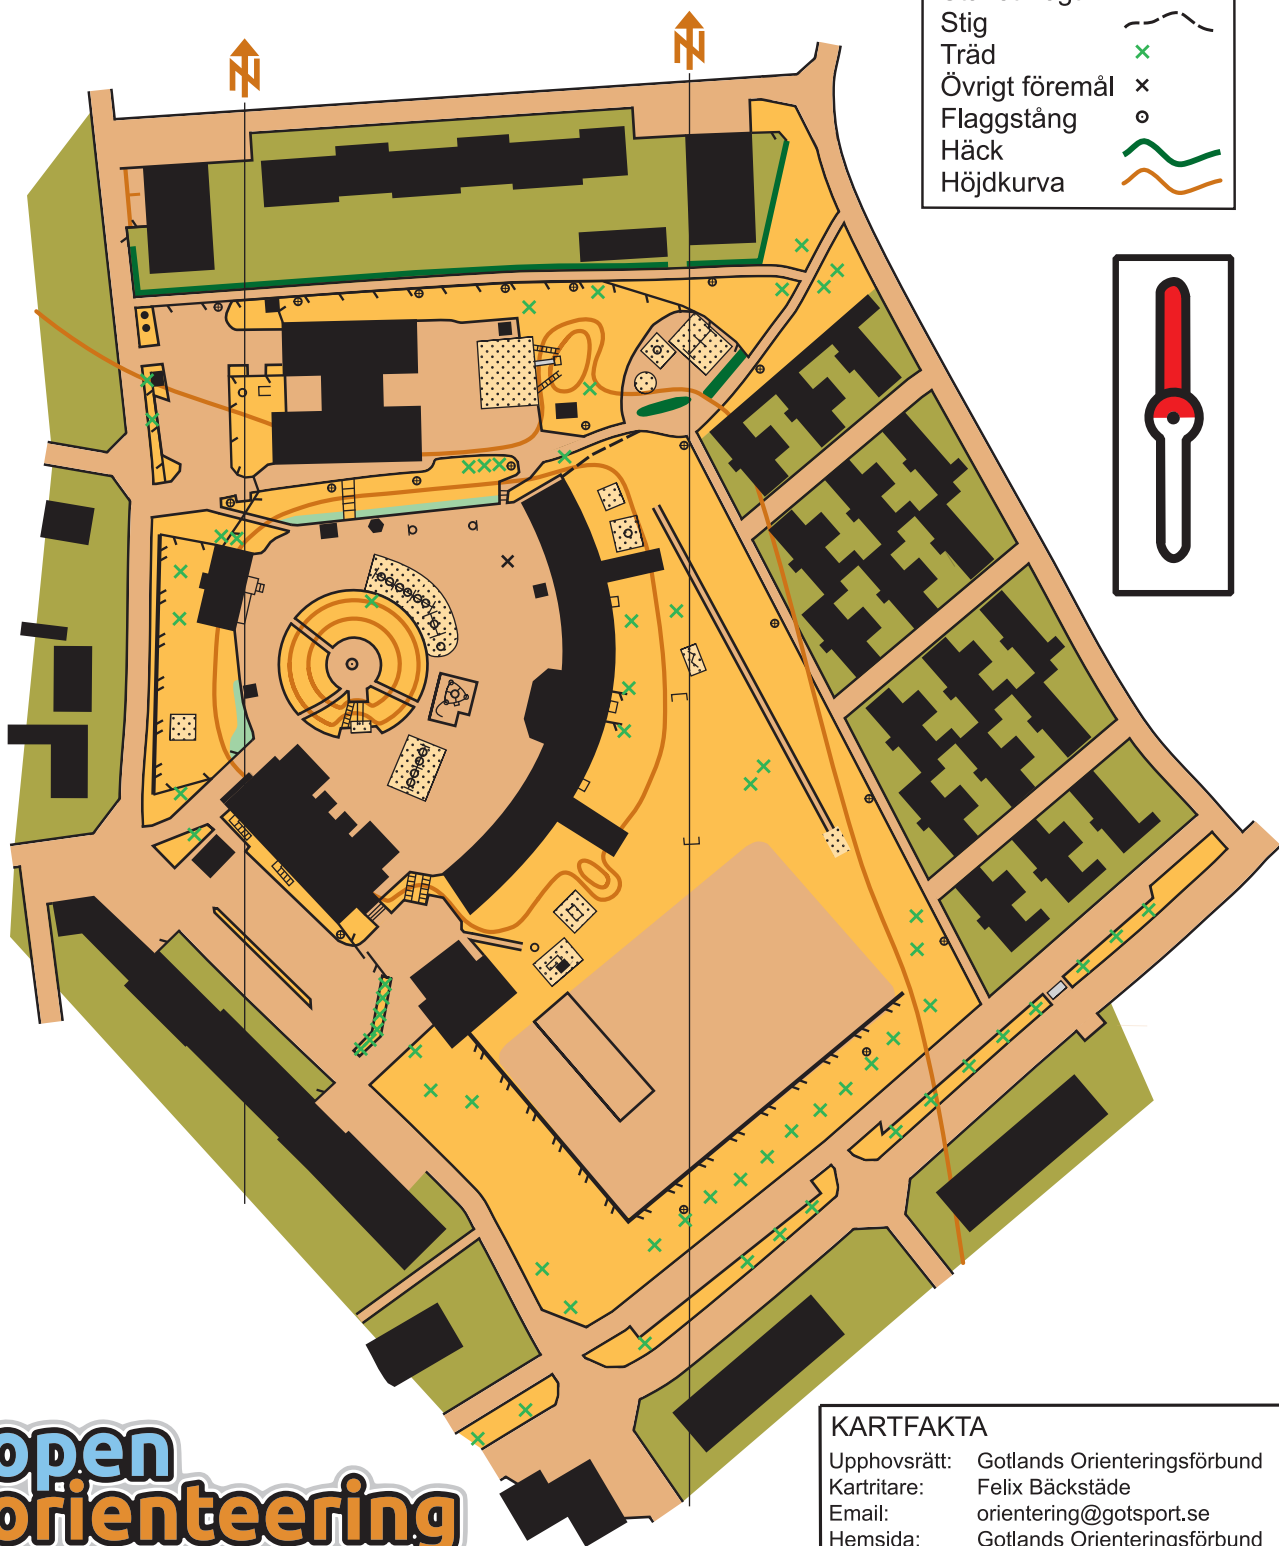 Stig
Träd
Övrigt föremål
Flaggstång
Häck
Höjdkurva
N
N
KARTFAKTA
Upphovsrätt: Gotlands Orienteringsförbund
Kartritare: Felix Bäckstäde
Email: orientering@gotsport.se
Hemsida: Gotlands Orienteringsförbund
open
orienteering